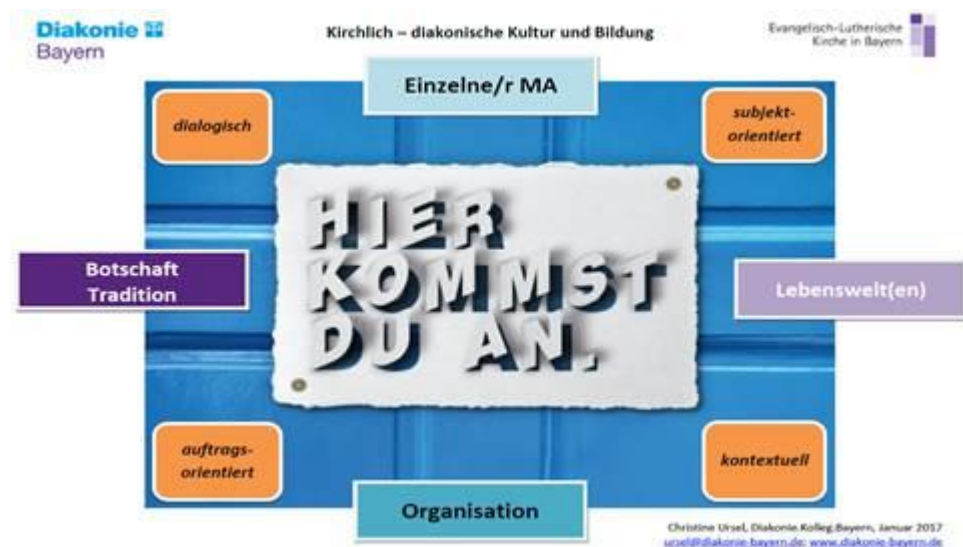 Diakonie
Bayern
Kirchlich – diakonische Kultur und Bildung
Evangelisch-Lutherische
Kirche in Bayern
Einzelne/r MA
dialogisch
subjekt-
orientiert
HIER
KOMMST
DU AN.
Botschaft
Tradition
Lebenswelt(en)
auftrags-
orientiert
kontextuell
Organisation
Christine Ursel, Diakonie.Kolleg.Bayern, Januar 2017
ursel@diakonie-bayern.de; www.diakonie-bayern.de